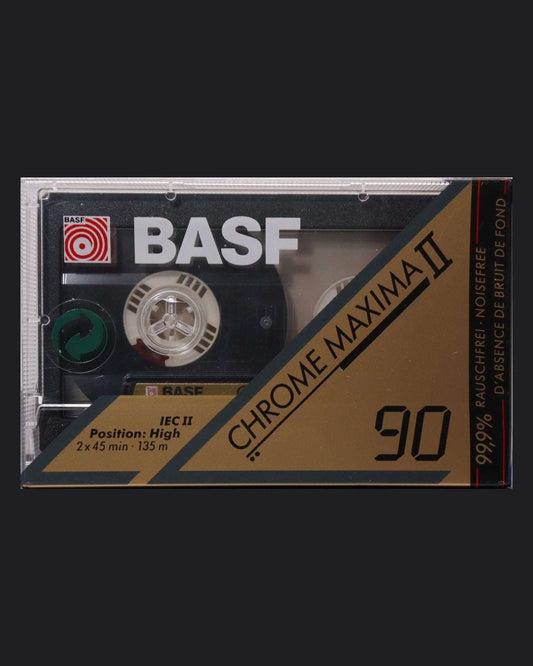 BASF
BASF
CHROME MAXIMA II
BASF
IEC II
Position: High
2 x 45 min · 135 m
90
99,9% RAUSCHFREI · NOISEFREE
D'ABSENCE DE BRUIT DE FOND